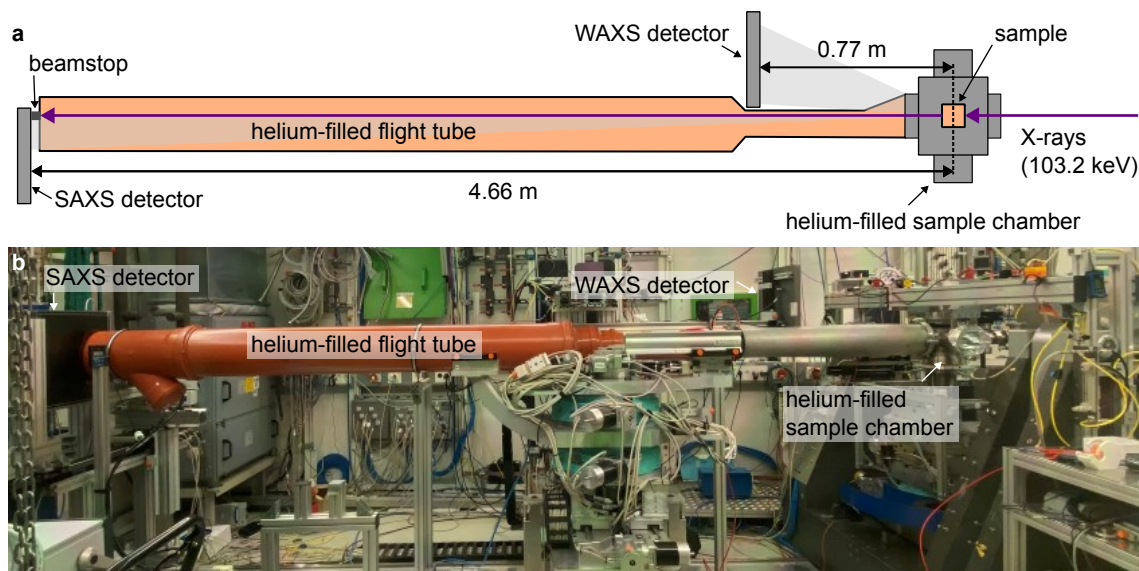 a
WAXS detector
0.77 m
sample
beamstop
helium-filled flight tube
X-rays
(103.2 keV)
4.66 m
SAXS detector
helium-filled sample chamber
b
SAXS detector
WAXS detector
helium-filled flight tube
helium-filled
sample chamber